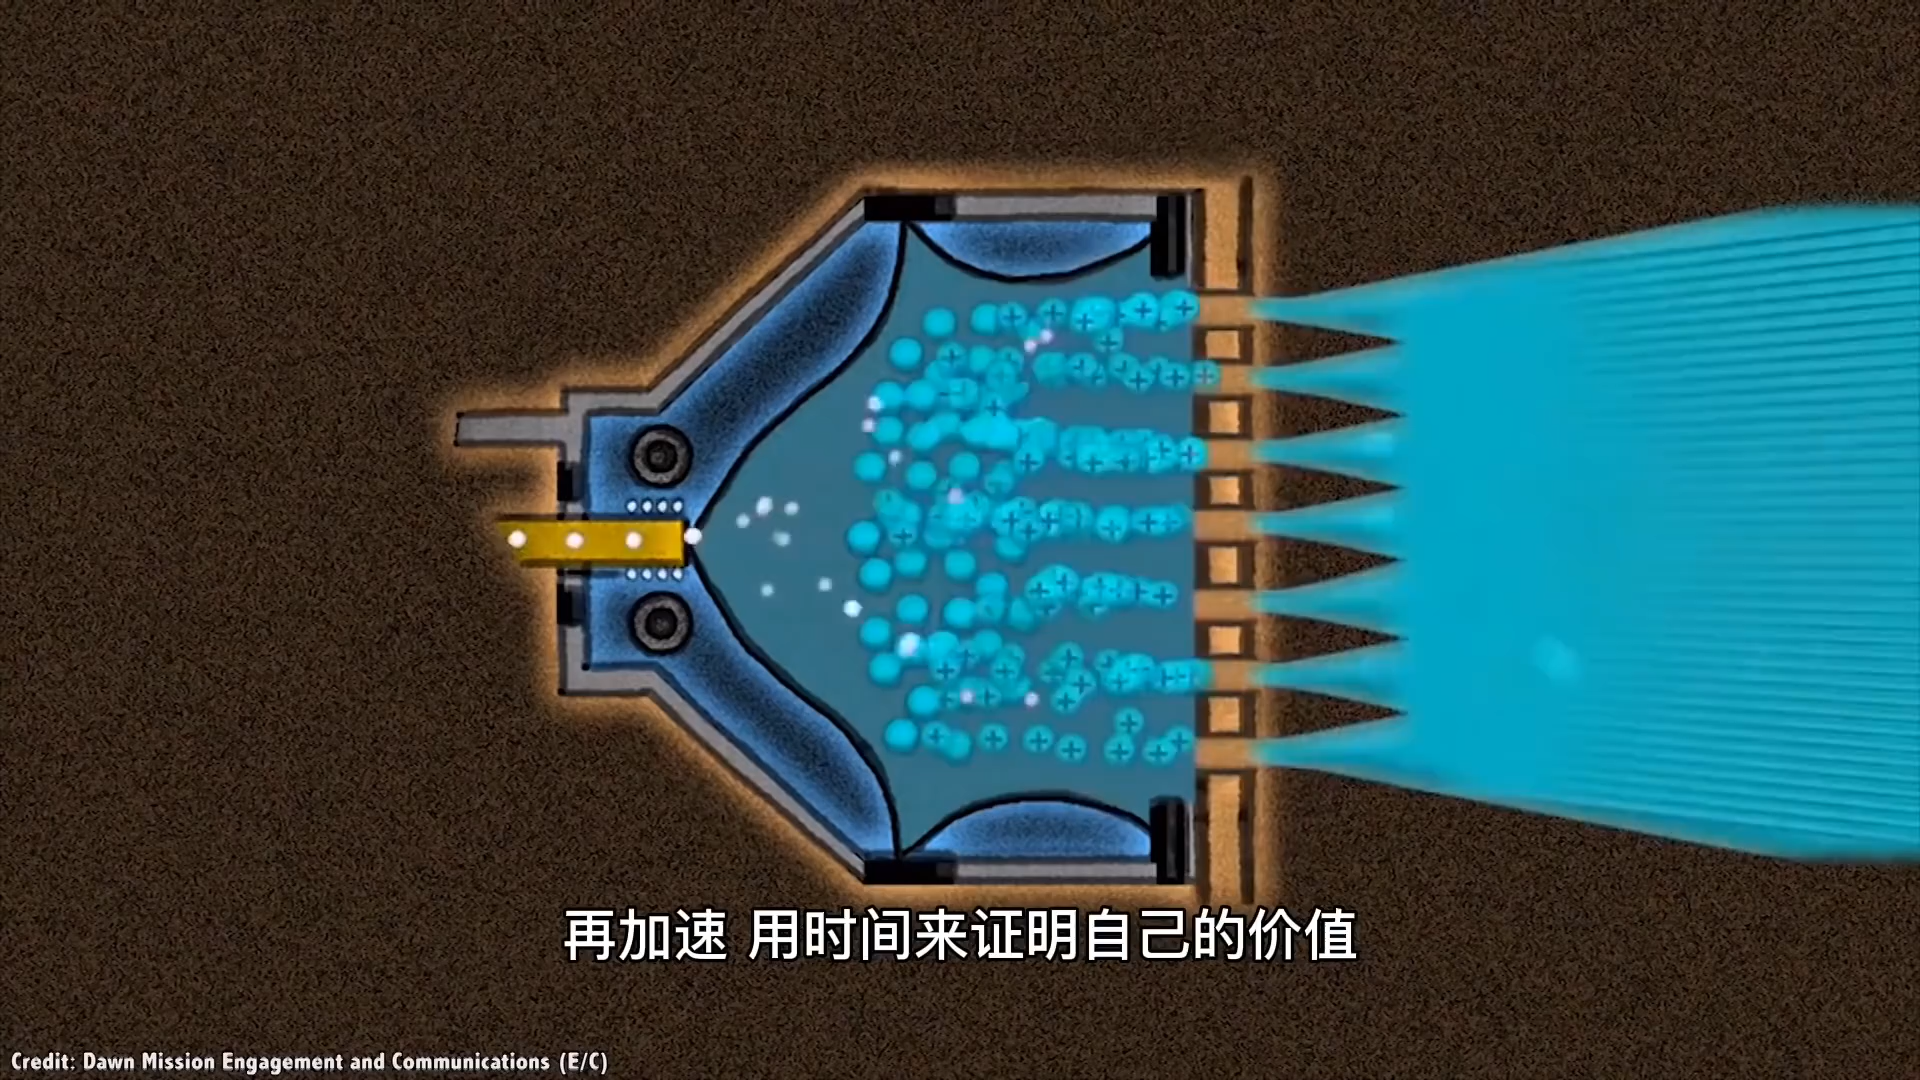 再加速 用时间来证明自己的价值
Credit: Dawn Mission Engagement and Communications (E/C)